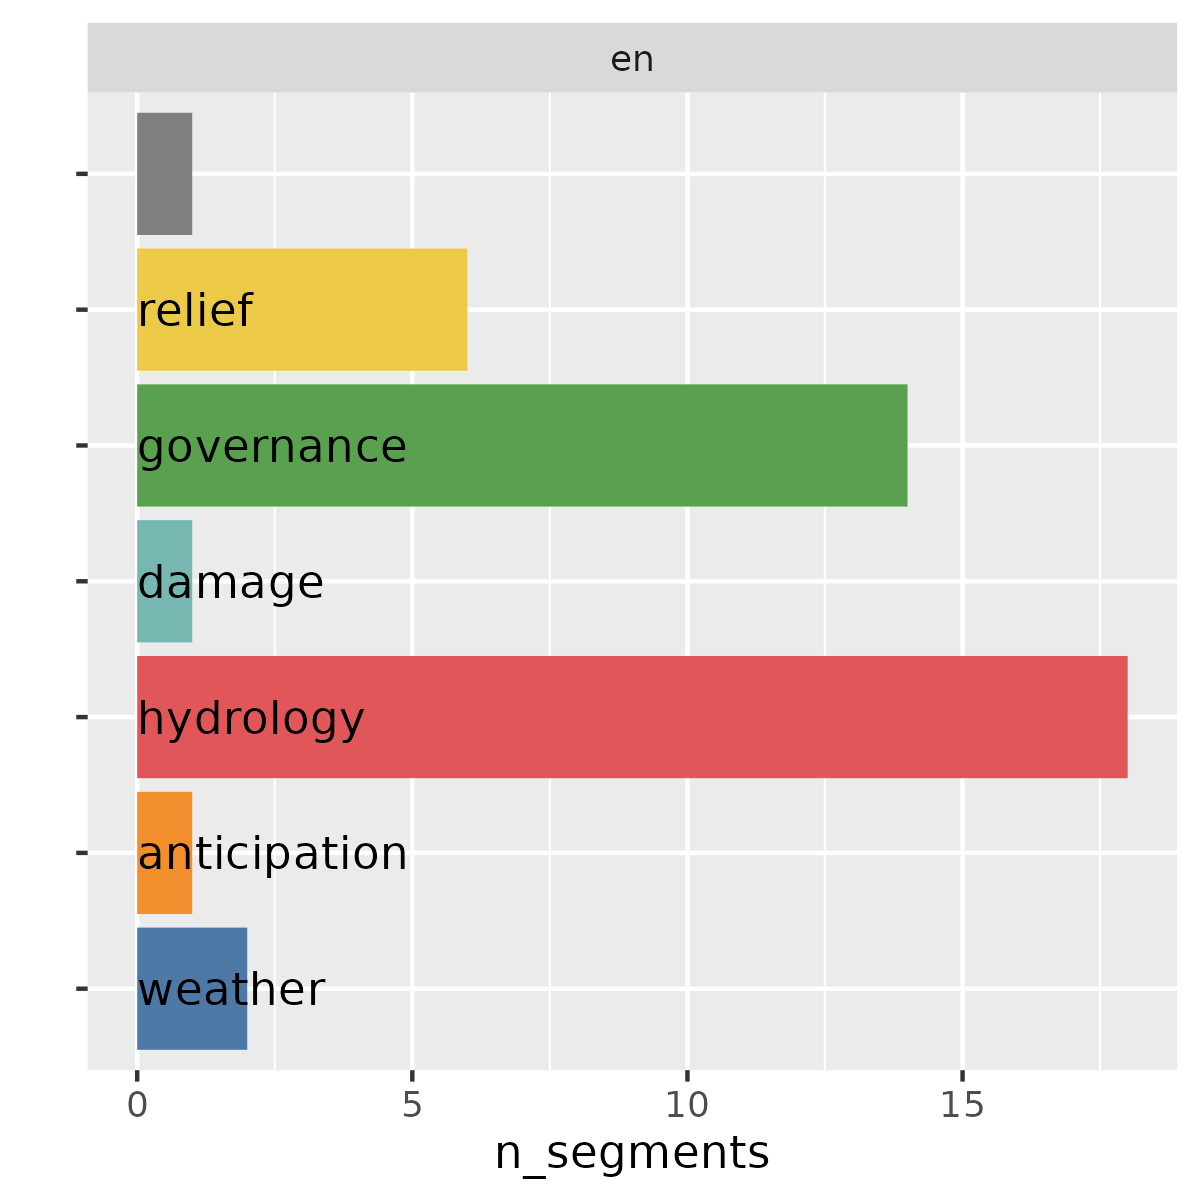 en
relief
governance
damage
hydrology
anticipation
weather
0 5 10 15
n_segments